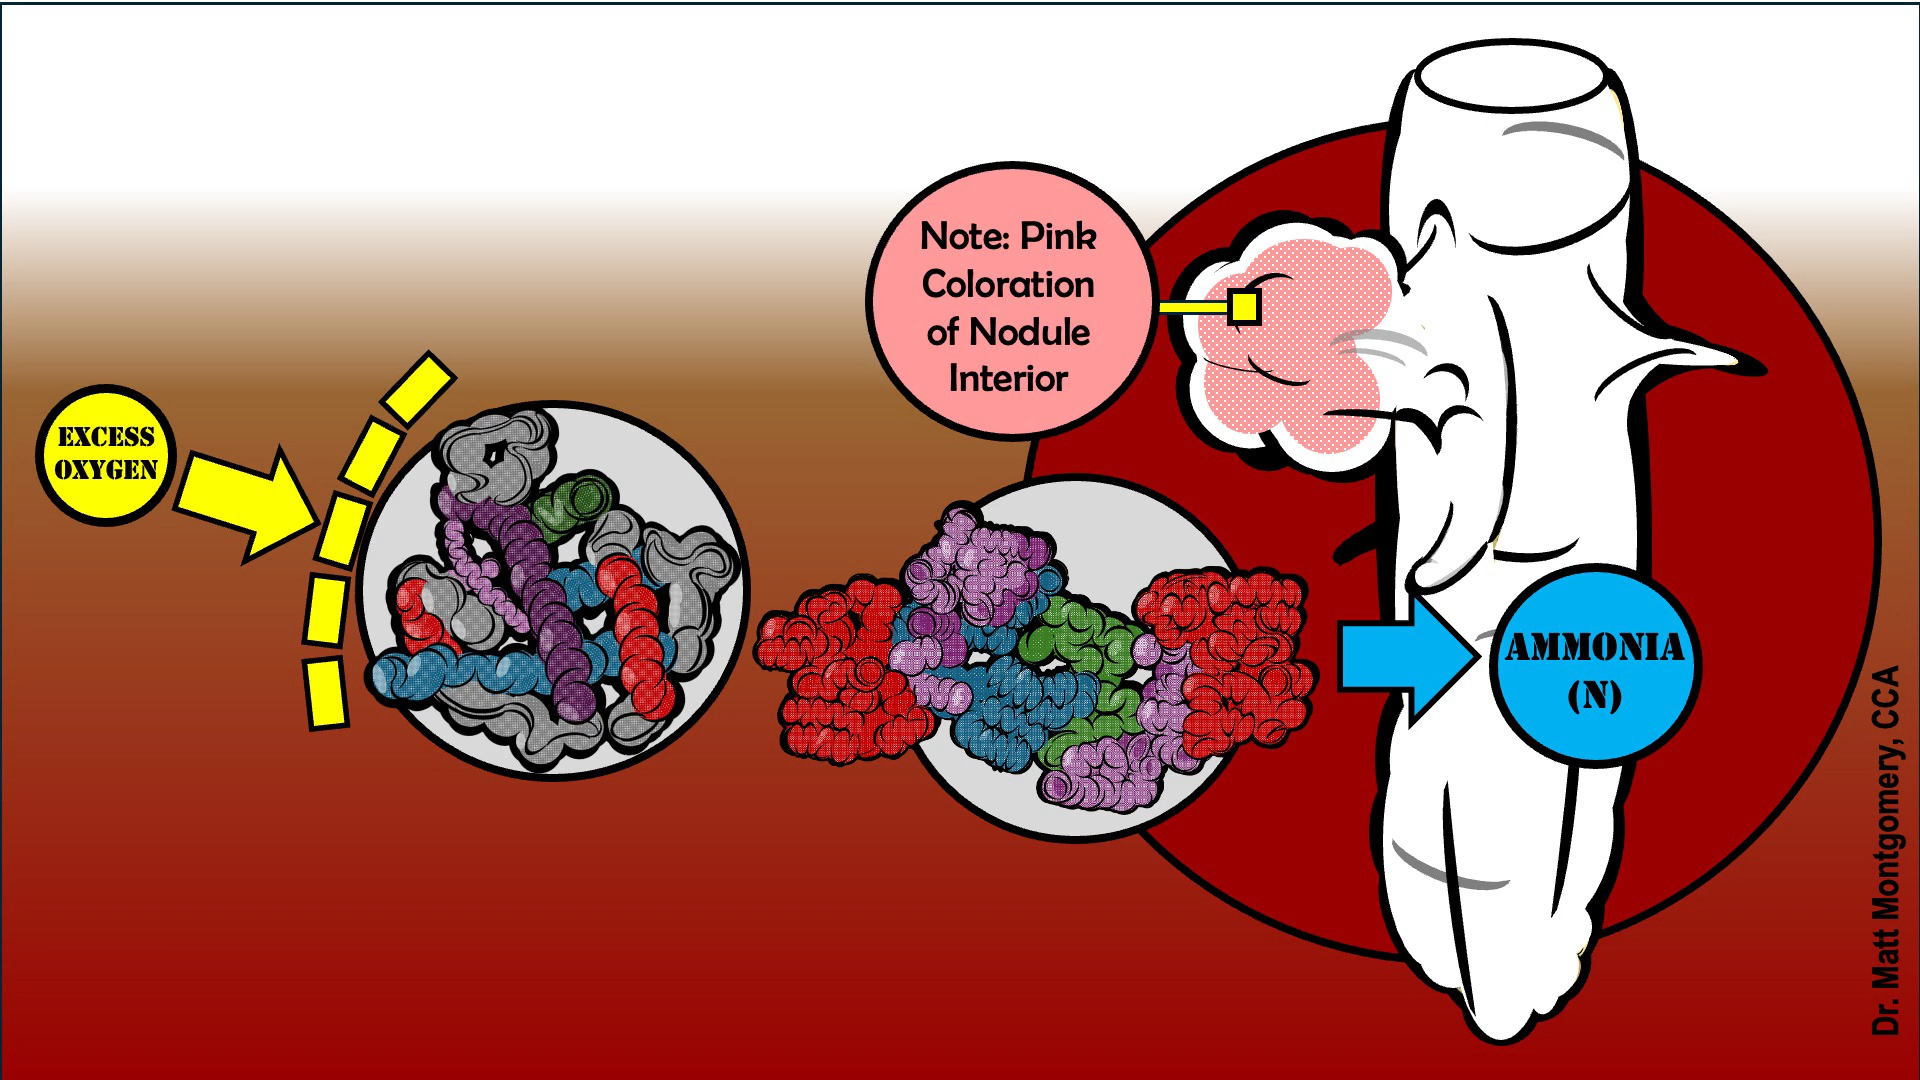 Note: Pink
Coloration
of Nodule
Interior
EXCESS
OXYGEN
AMMONIA
(N)
Dr. Matt Montgomery, CCA